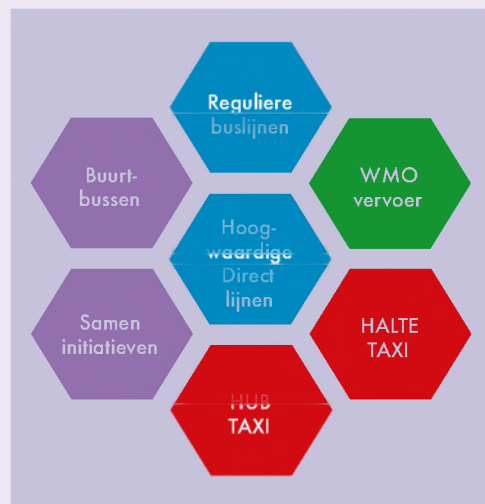 Reguliere
buslijnen
Buurt-
bussen
WMO
vervoer
Hoog-
waardige
Direct
lijnen
Samen
initiatieven
HALTE
TAXI
HUB
TAXI